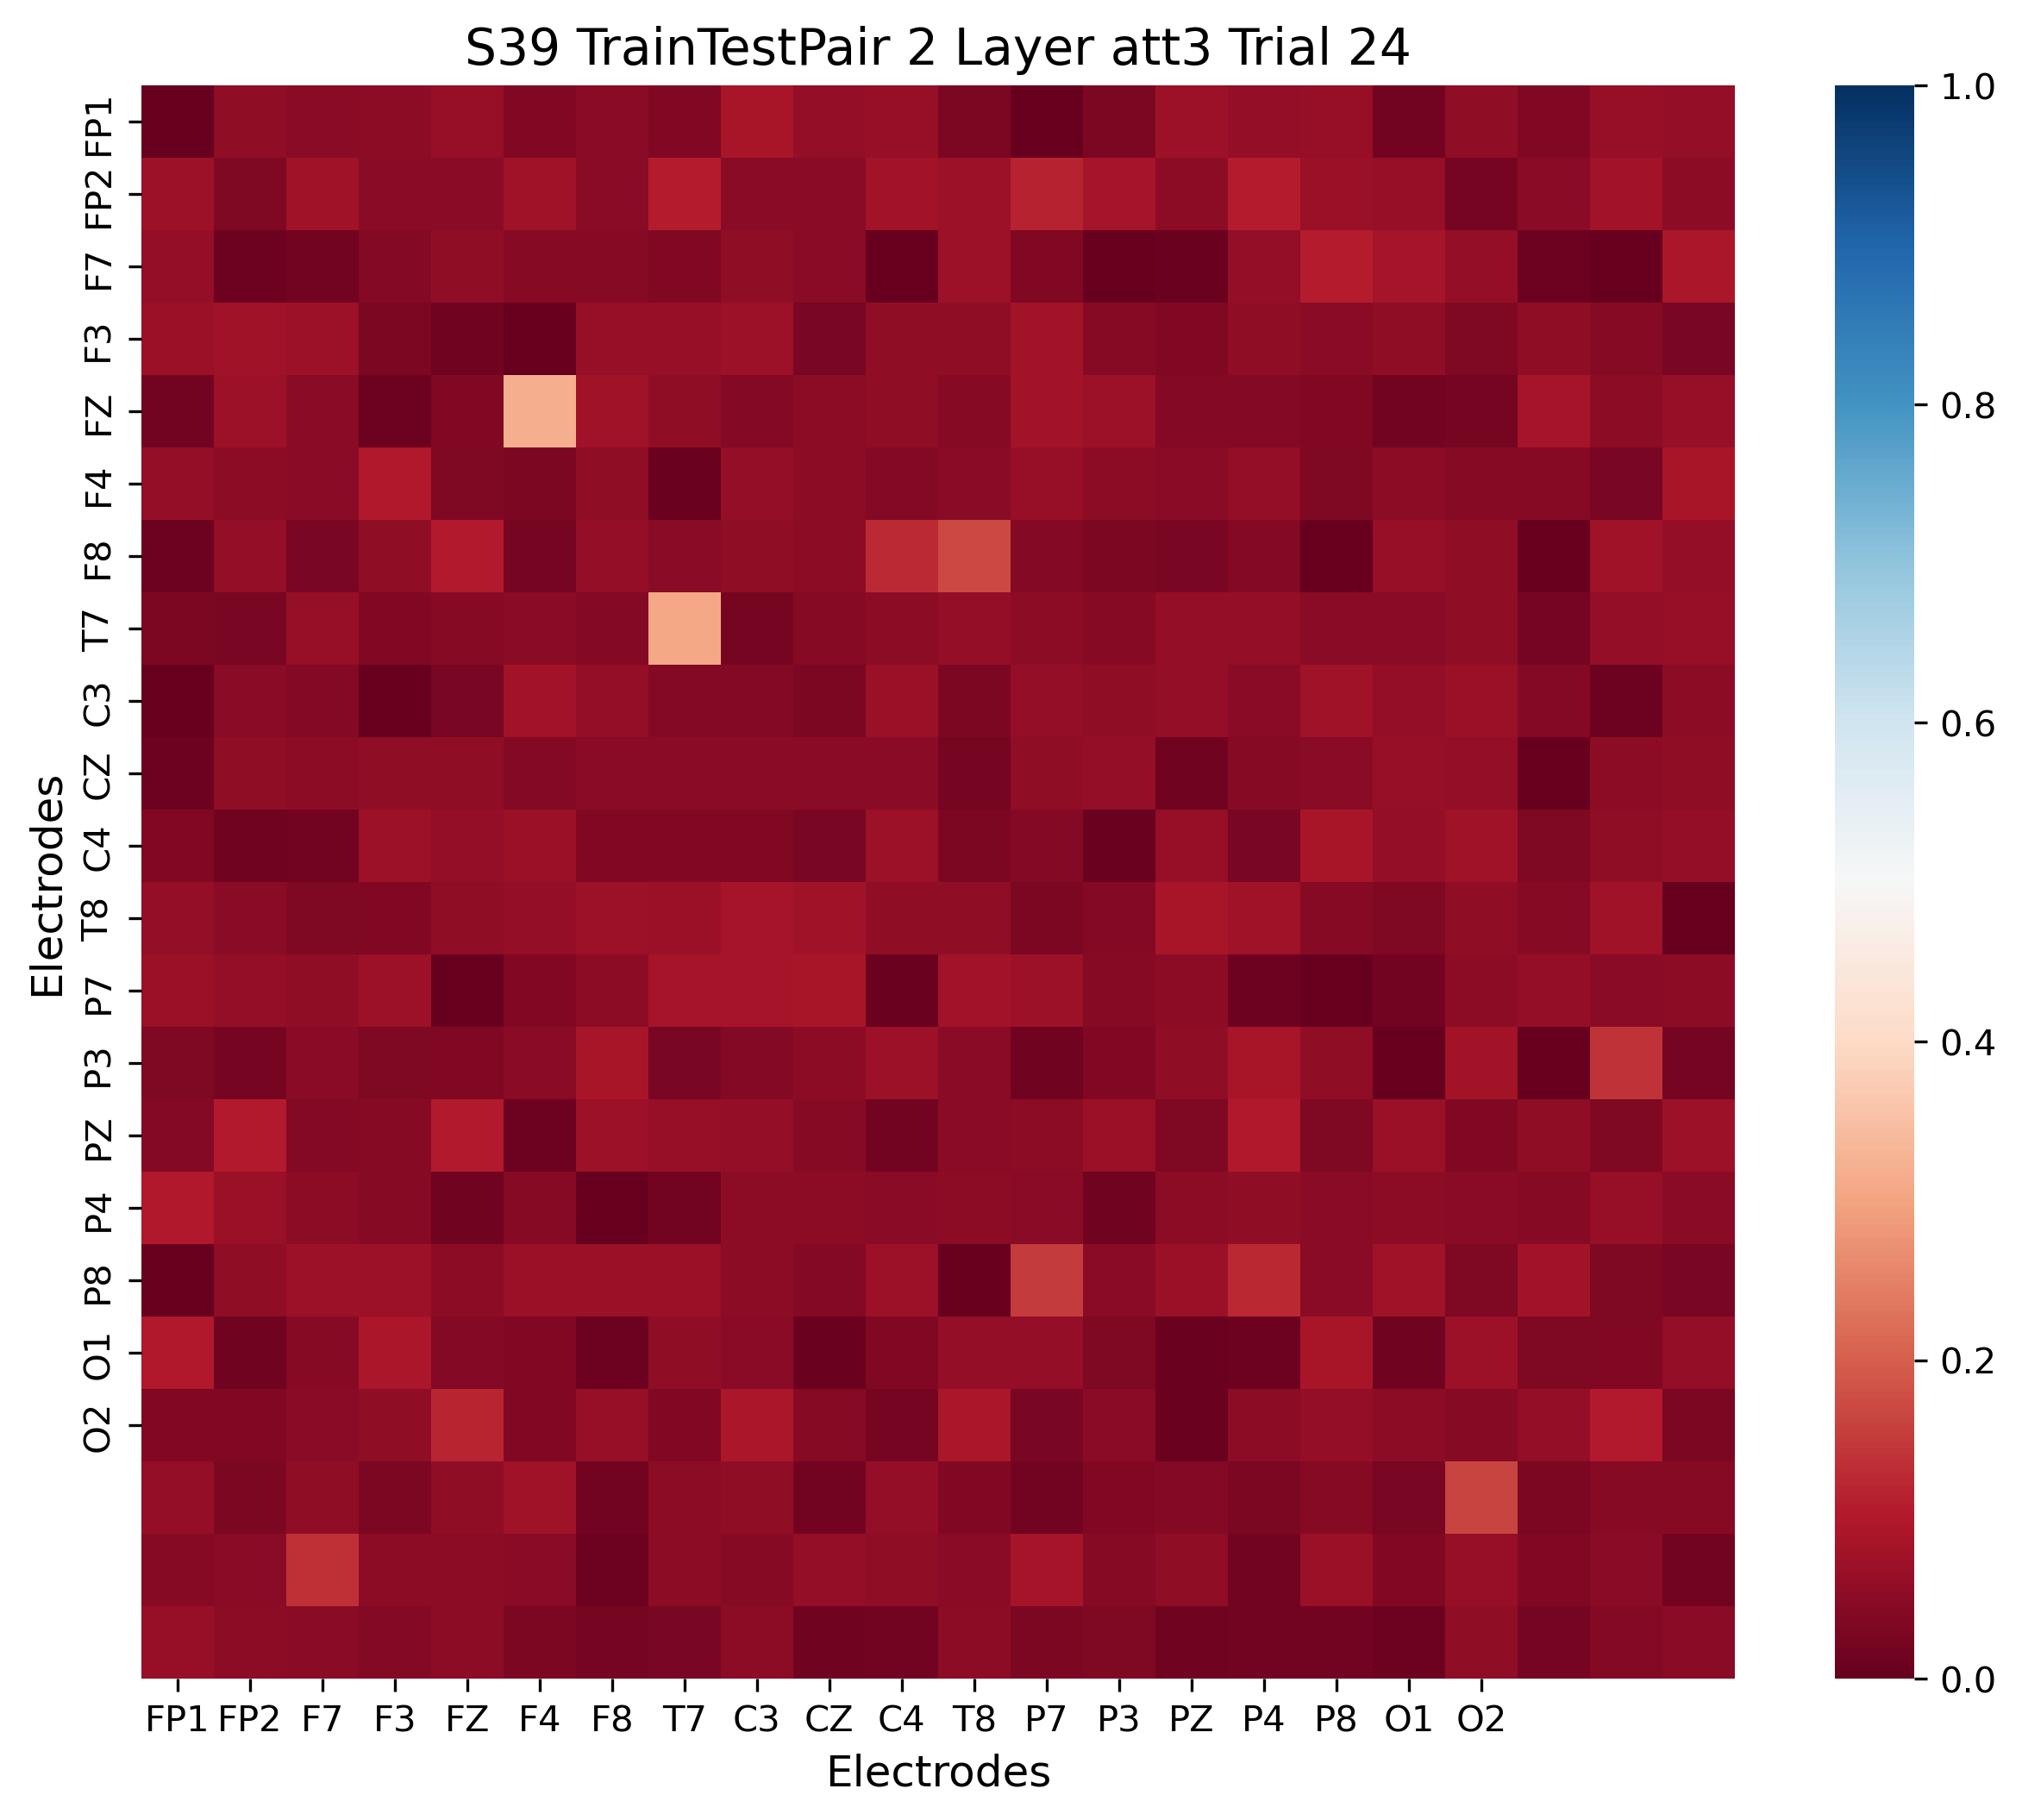 S39 TrainTestPair 2 Layer att3 Trial 24
Electrodes
FP1
FP2
F7
F3
FZ
F4
F8
T7
C3
CZ
C4
T8
P7
P3
PZ
P4
P8
O1
O2
FP1 FP2 F7 F3 FZ F4 F8 T7 C3 CZ C4 T8 P7 P3 PZ P4 P8 O1 O2
Electrodes
1.0
0.8
0.6
0.4
0.2
0.0